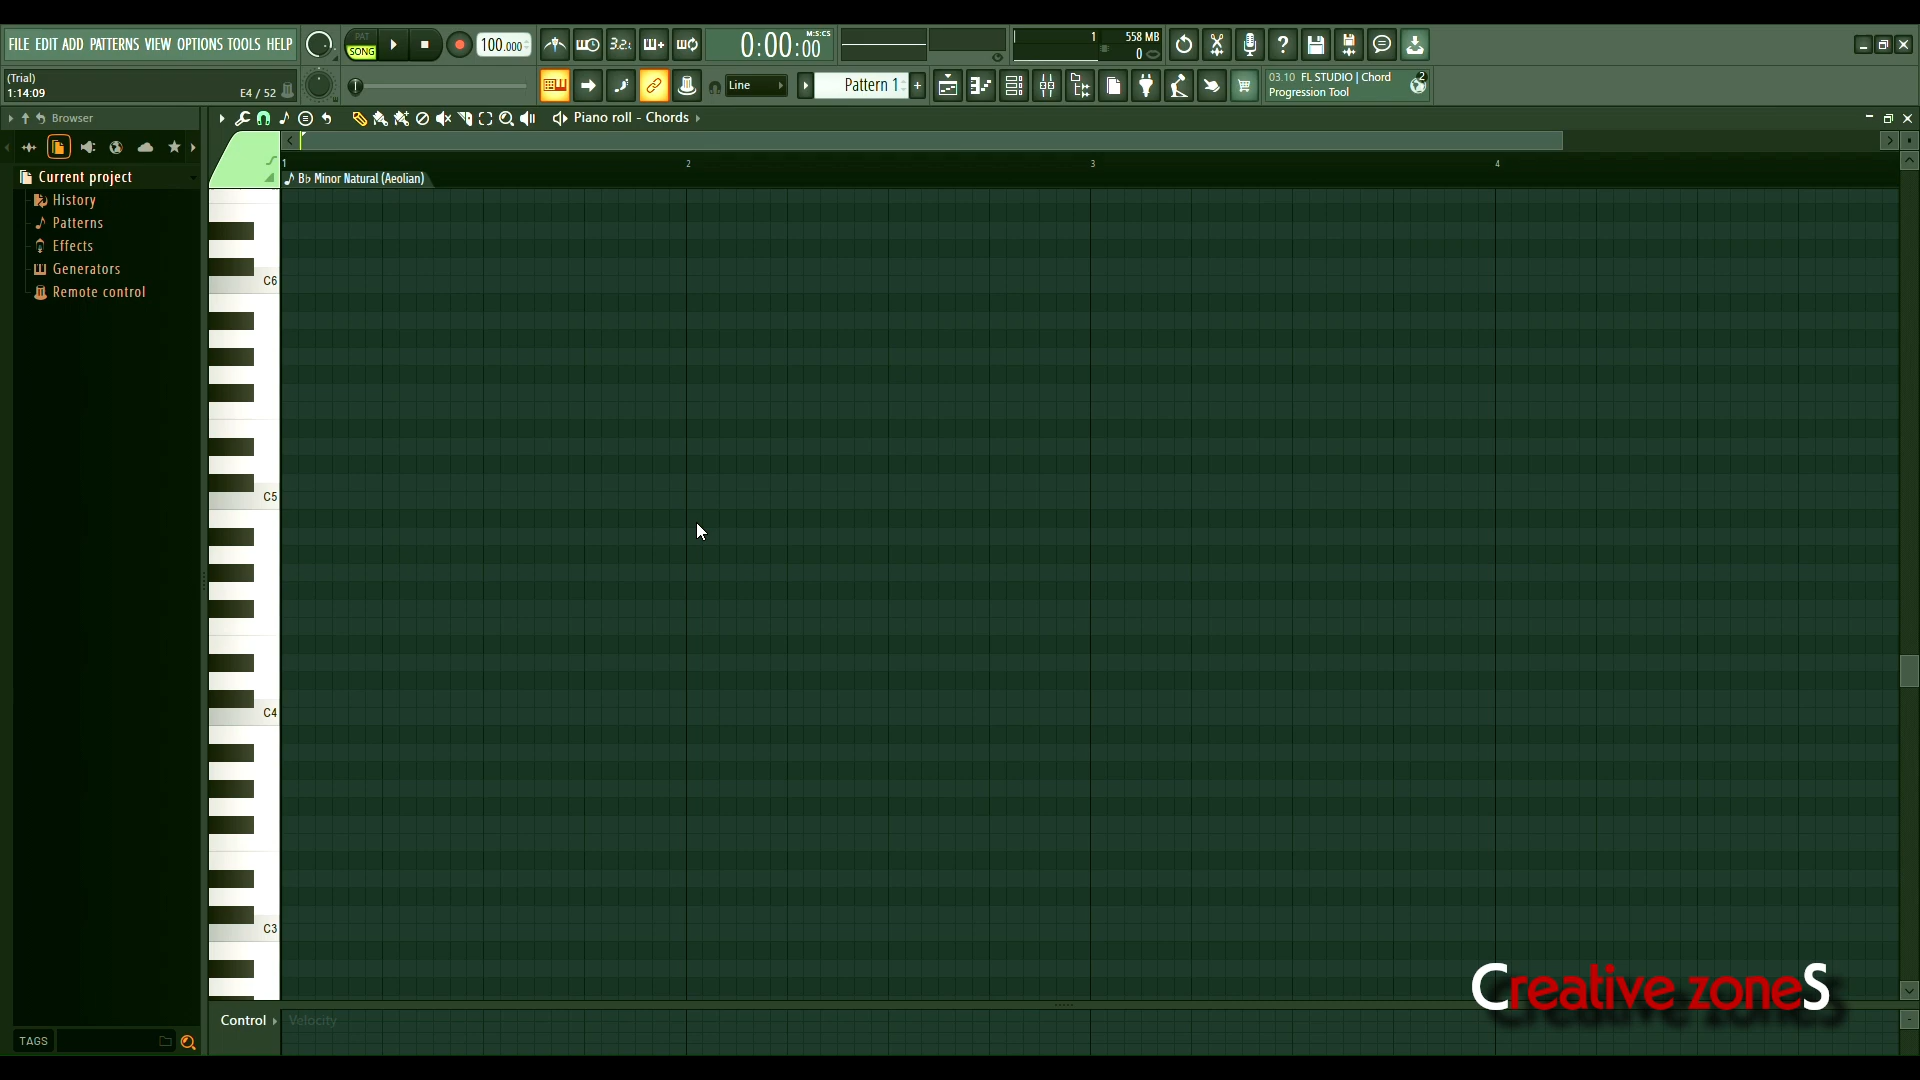 FILE EDIT ADD PATTERNS VIEW OPTIONS TOOLS HELP
PAT
SONG
100.000
3.2.:
M:S:CS
0:00:00
1
558 MB
0
(Trial)
1:14:09
E4 / 52
Line
Pattern 1
+
03.10 FL STUDIO | Chord
Progression Tool
2
Browser
Piano roll - Chords
Current project
History
Patterns
Effects
Generators
Remote control
1
2
3
4
B♭ Minor Natural (Aeolian)
C6
C5
C4
C3
Control
Velocity
TAGS
Creative zoneS